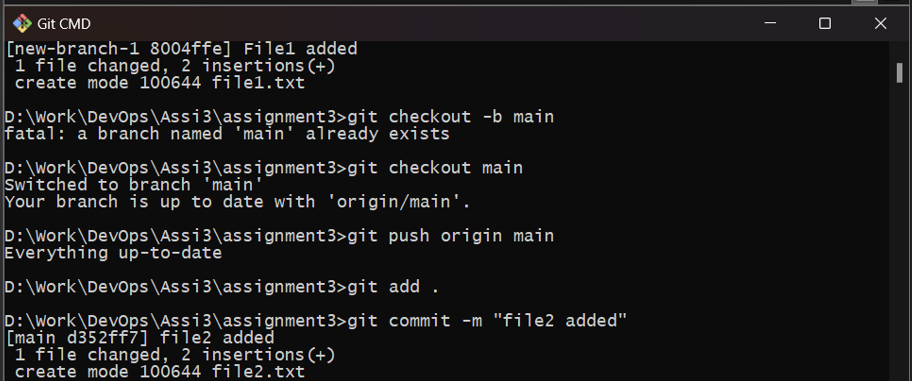 Git CMD
[new-branch-1 8004ffe] File1 added
 1 file changed, 2 insertions(+)
 create mode 100644 file1.txt
D:\Work\DevOps\Assi3\assignment3>git checkout -b main
fatal: a branch named 'main' already exists
D:\Work\DevOps\Assi3\assignment3>git checkout main
Switched to branch 'main'
Your branch is up to date with 'origin/main'.
D:\Work\DevOps\Assi3\assignment3>git push origin main
Everything up-to-date
D:\Work\DevOps\Assi3\assignment3>git add .
D:\Work\DevOps\Assi3\assignment3>git commit -m "file2 added"
[main d352ff7] file2 added
 1 file changed, 2 insertions(+)
 create mode 100644 file2.txt